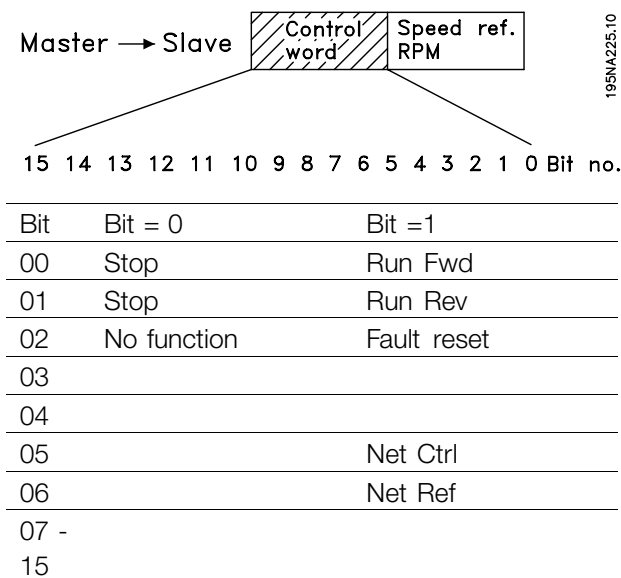 Master → Slave Control word Speed ref. RPM
195NA225.10
15 14 13 12 11 10 9 8 7 6 5 4 3 2 1 0 Bit no.
Bit Bit = 0 Bit =1
00 Stop Run Fwd
01 Stop Run Rev
02 No function Fault reset
03
04
05 Net Ctrl
06 Net Ref
07 -
15